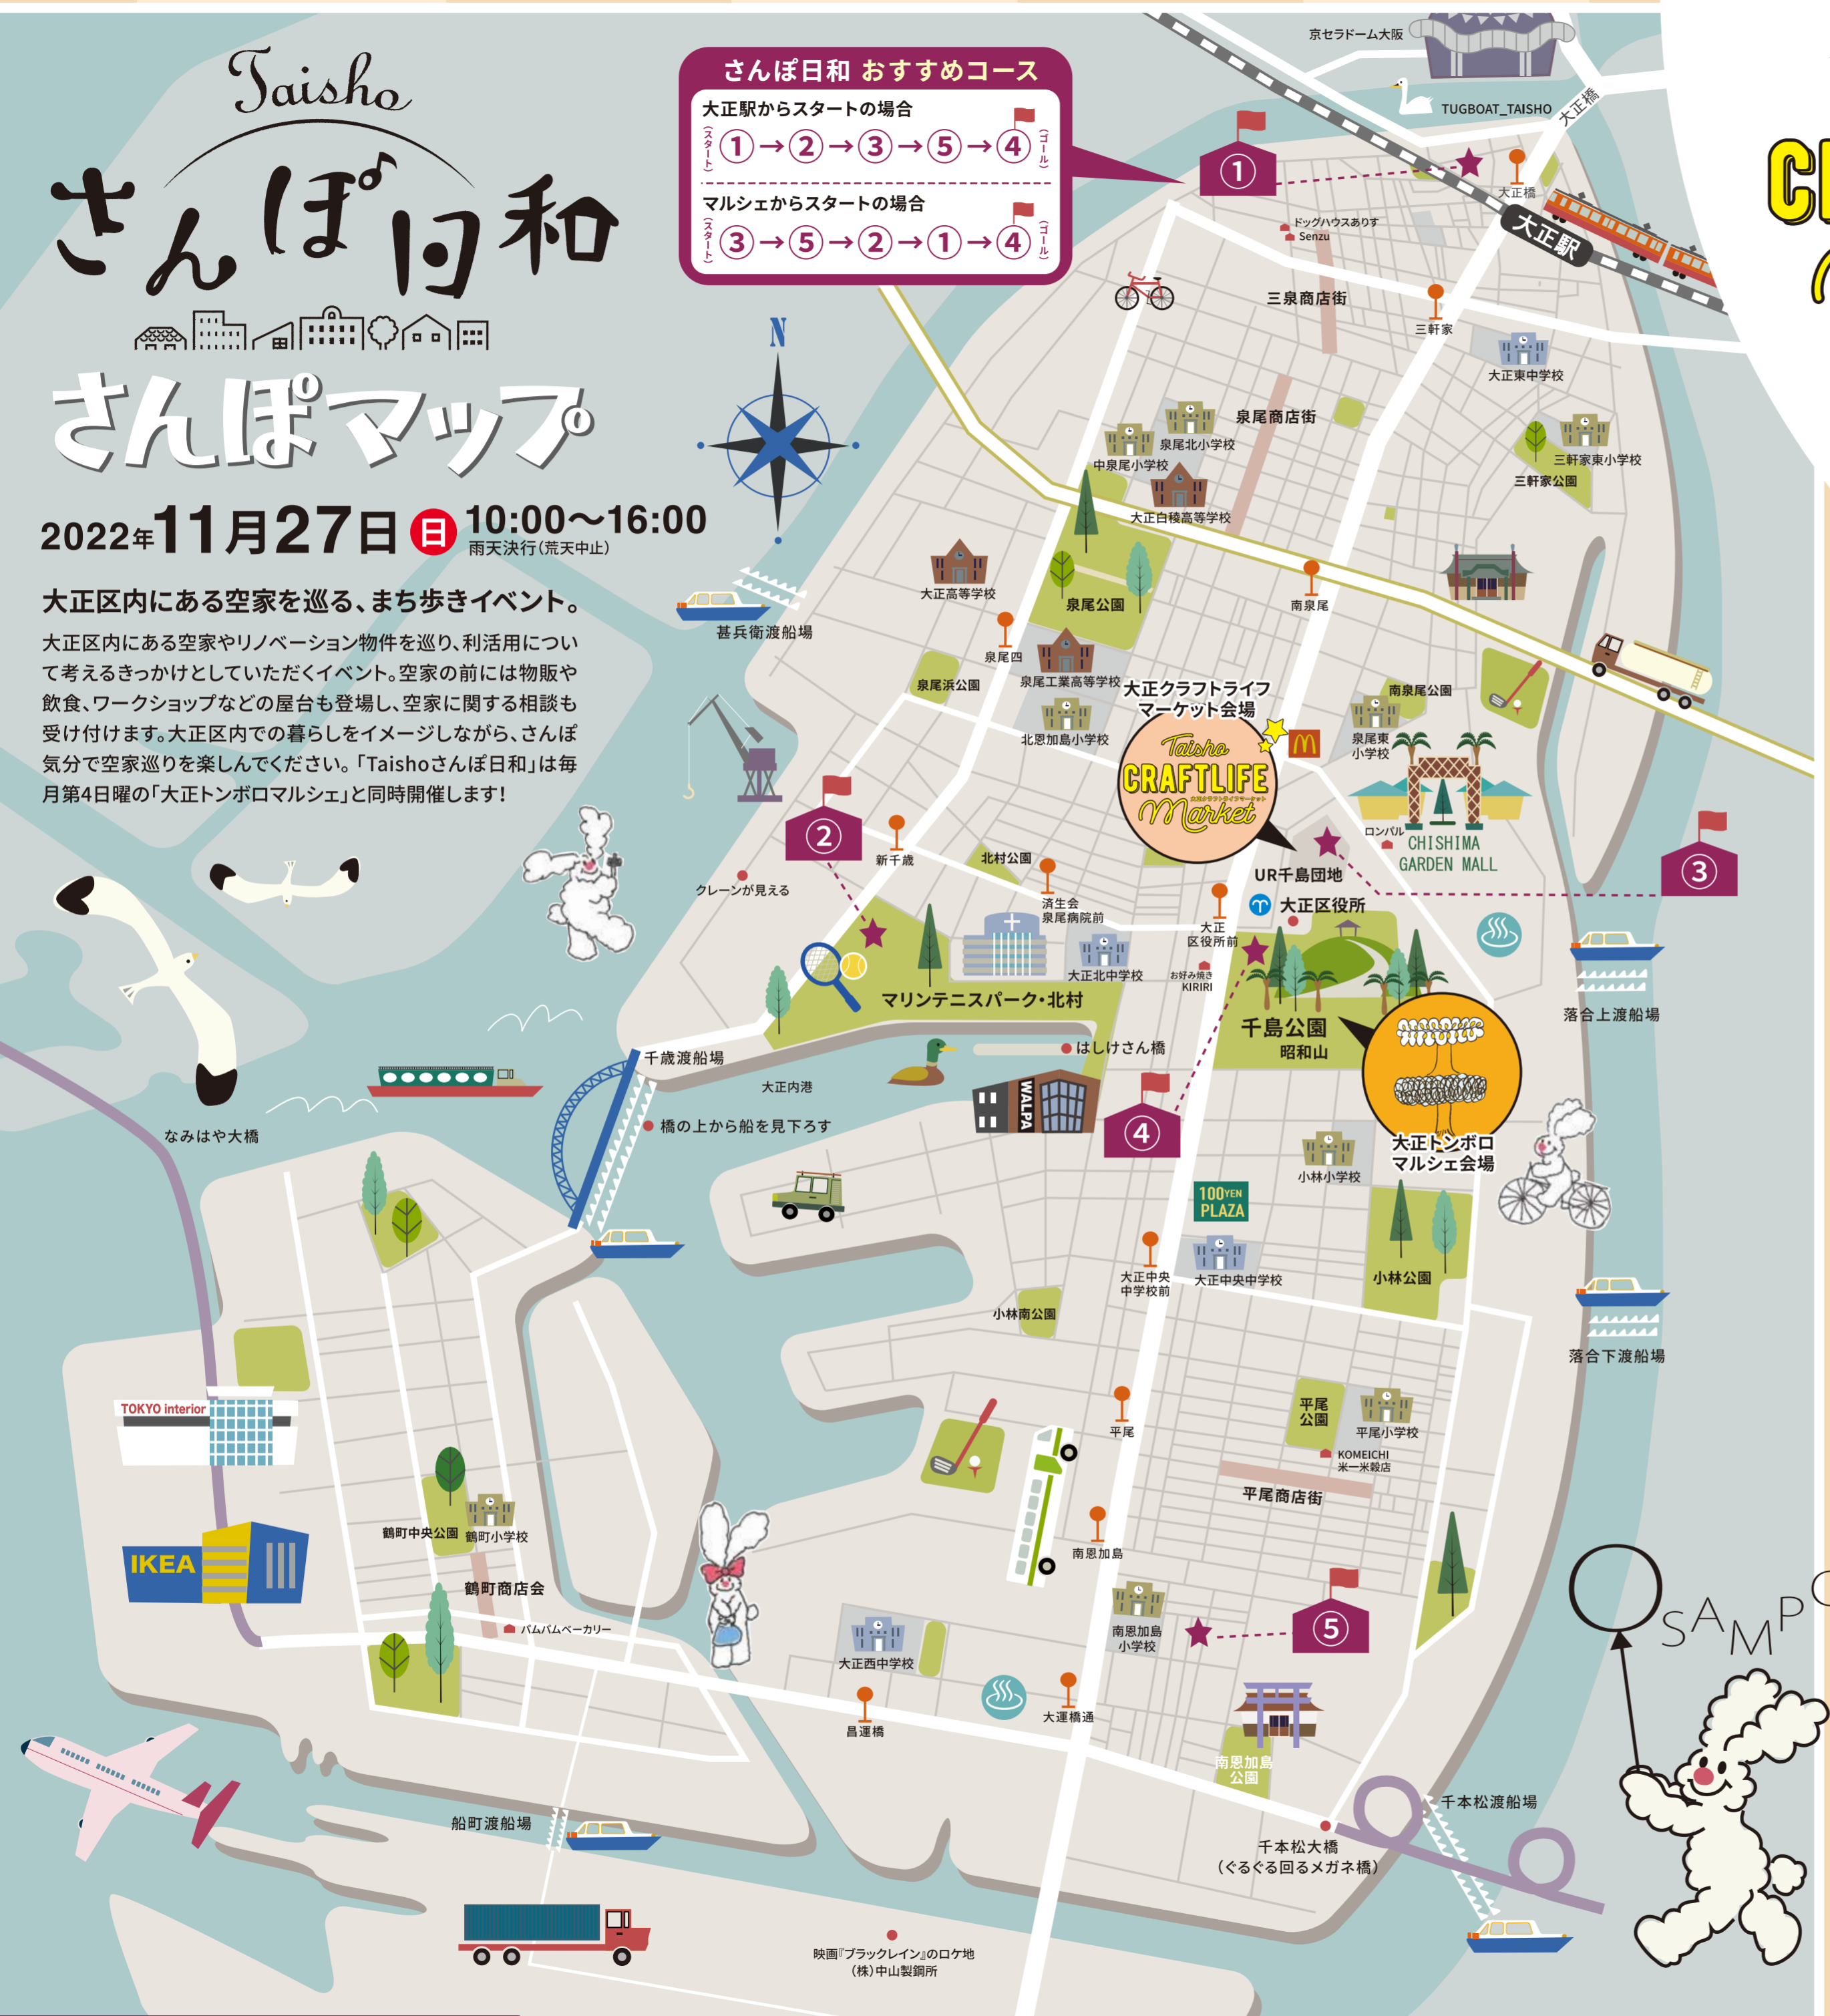 Taisho
さんぽ日和
さんぽマップ
2022年11月27日 日 10:00〜16:00
雨天決行（荒天中止）
大正区内にある空家を巡る、まち歩きイベント。
大正区内にある空家やリノベーション物件を巡り、利活用につい
て考えるきっかけとしていただくイベント。空家の前には物販や
飲食、ワークショップなどの屋台も登場し、空家に関する相談も
受け付けます。大正区内での暮らしをイメージしながら、さんぽ
気分で空家巡りを楽しんでください。「Taishoさんぽ日和」は毎
月第4日曜の「大正トンボロマルシェ」と同時開催します！
さんぽ日和 おすすめコース
大正駅からスタートの場合
（スタート） ①→②→③→⑤→④ （ゴール）
マルシェからスタートの場合
（スタート） ③→⑤→②→①→④ （ゴール）
N
京セラドーム大阪
TUGBOAT_TAISHO
大正橋
①
大正橋
大正駅
ドッグハウスありす
Senzu
三泉商店街
三軒家
大正東中学校
泉尾商店街
泉尾北小学校
中泉尾小学校
三軒家東小学校
三軒家公園
大正白稜高等学校
大正高等学校
泉尾公園
南泉尾
甚兵衛渡船場
泉尾四
泉尾浜公園
泉尾工業高等学校
北恩加島小学校
大正クラフトライフ
マーケット会場
Taisho
CRAFTLIFE
大正クラフトライフマーケット
Market
南泉尾公園
泉尾東
小学校
ロンパル
CHISHIMA
GARDEN MALL
②
③
新千歳
クレーンが見える
北村公園
済生会
泉尾病院前
UR千島団地
大正区役所
大正
区役所前
大正北中学校
お好み焼き
KIRIRI
マリンテニスパーク・北村
千島公園
昭和山
落合上渡船場
千歳渡船場
はしけさん橋
大正内港
WALPA
④
橋の上から船を見下ろす
なみはや大橋
大正トンボロ
マルシェ会場
小林小学校
100YEN
PLAZA
大正中央
中学校前
大正中央中学校
小林公園
小林南公園
落合下渡船場
TOKYO interior
平尾
平尾
公園
平尾小学校
KOMEICHI
米一米穀店
平尾商店街
鶴町中央公園
鶴町小学校
IKEA
鶴町商店会
パムパムベーカリー
南恩加島
南恩加島
小学校
⑤
大正西中学校
昌運橋
大運橋通
南恩加島
公園
SAMPO
船町渡船場
千本松渡船場
千本松大橋
（ぐるぐる回るメガネ橋）
映画『ブラックレイン』のロケ地
（株）中山製鋼所